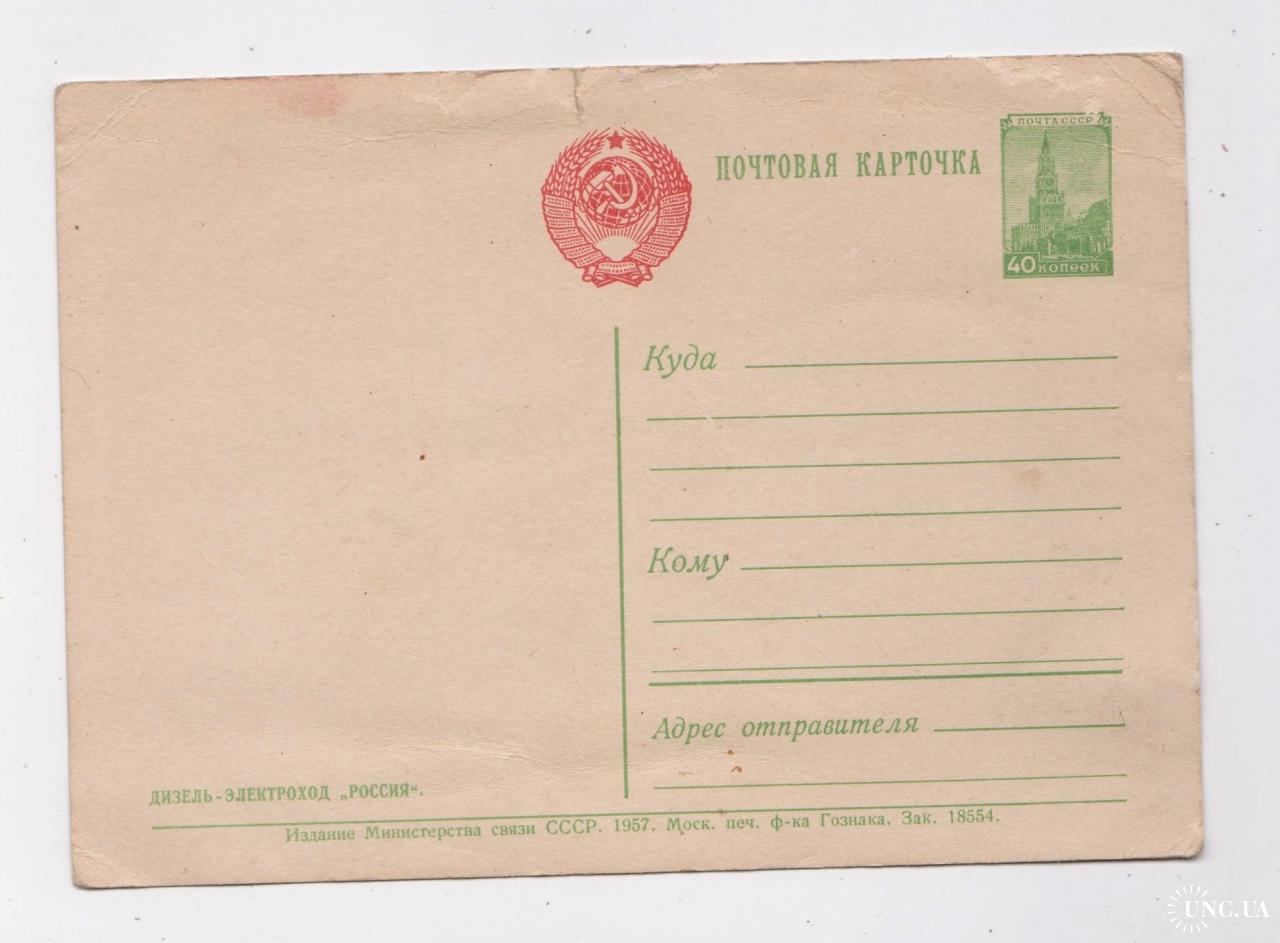 ПОЧТОВАЯ КАРТОЧКА
ПОЧТА СССР
40 КОПЕЕК
Куда
Кому
Адрес отправителя
ДИЗЕЛЬ-ЭЛЕКТРОХОД „РОССИЯ“.
Издание Министерства связи СССР. 1957. Моск. печ. ф-ка Гознака. Зак. 18554.
UNC.UA